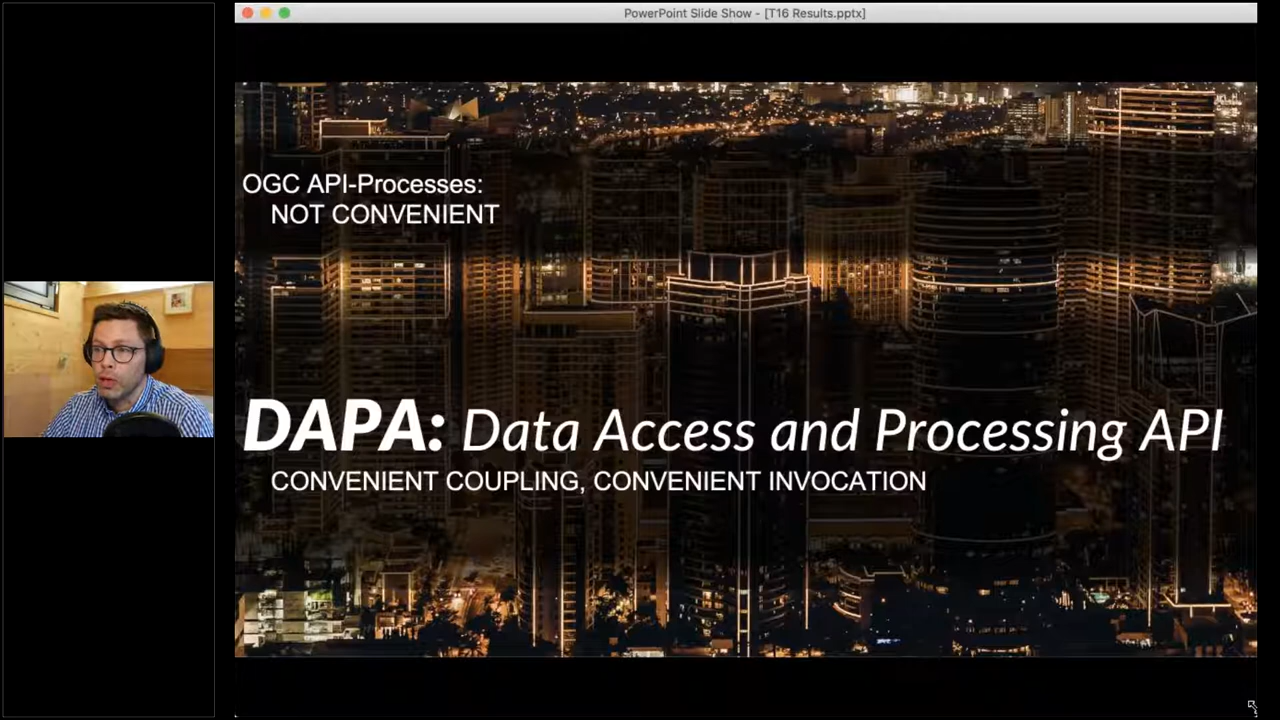 PowerPoint Slide Show - [T16 Results.pptx]
OGC API-Processes:
NOT CONVENIENT
DAPA: Data Access and Processing API
CONVENIENT COUPLING, CONVENIENT INVOCATION